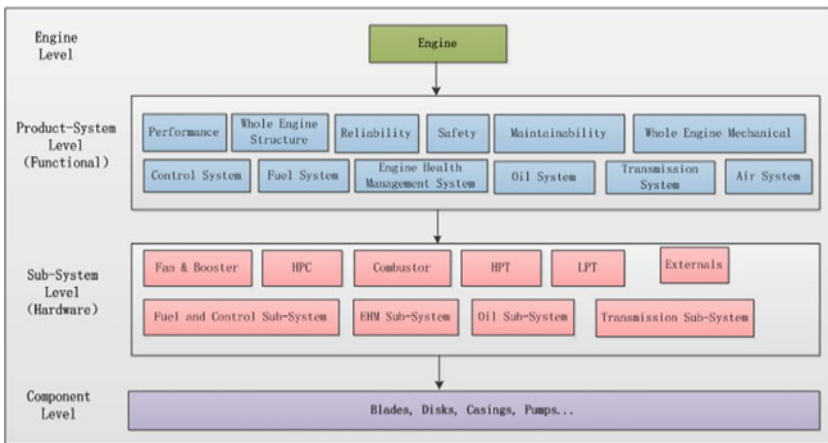 Engine
Level
Engine
Product-System
Level
(Functional)
Performance
Whole Engine
Structure
Reliability
Safety
Maintainability
Whole Engine Mechanical
Control System
Fuel System
Engine Health
Management System
Oil System
Transmission
System
Air System
Sub-System
Level
(Hardware)
Fan & Booster
HPC
Combustor
HPT
LPT
Externals
Fuel and Control Sub-System
EHM Sub-System
Oil Sub-System
Transmission Sub-System
Component
Level
Blades, Disks, Casings, Pumps...